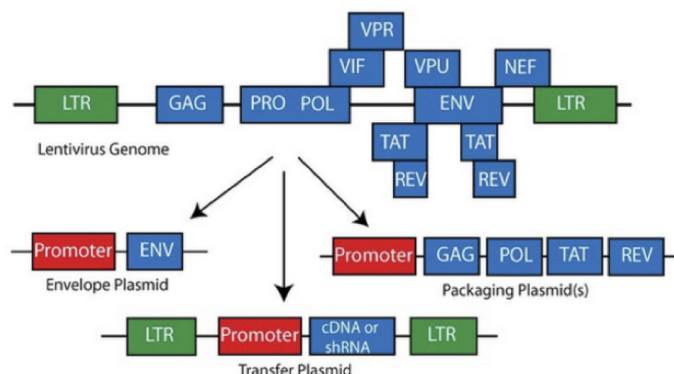 VPR
VIF VPU NEF
LTR GAG PRO POL ENV LTR
Lentivirus Genome
TAT TAT
REV REV
Promoter ENV
Envelope Plasmid
Promoter GAG POL TAT REV
Packaging Plasmid(s)
LTR Promoter cDNA or shRNA LTR
Transfer Plasmid